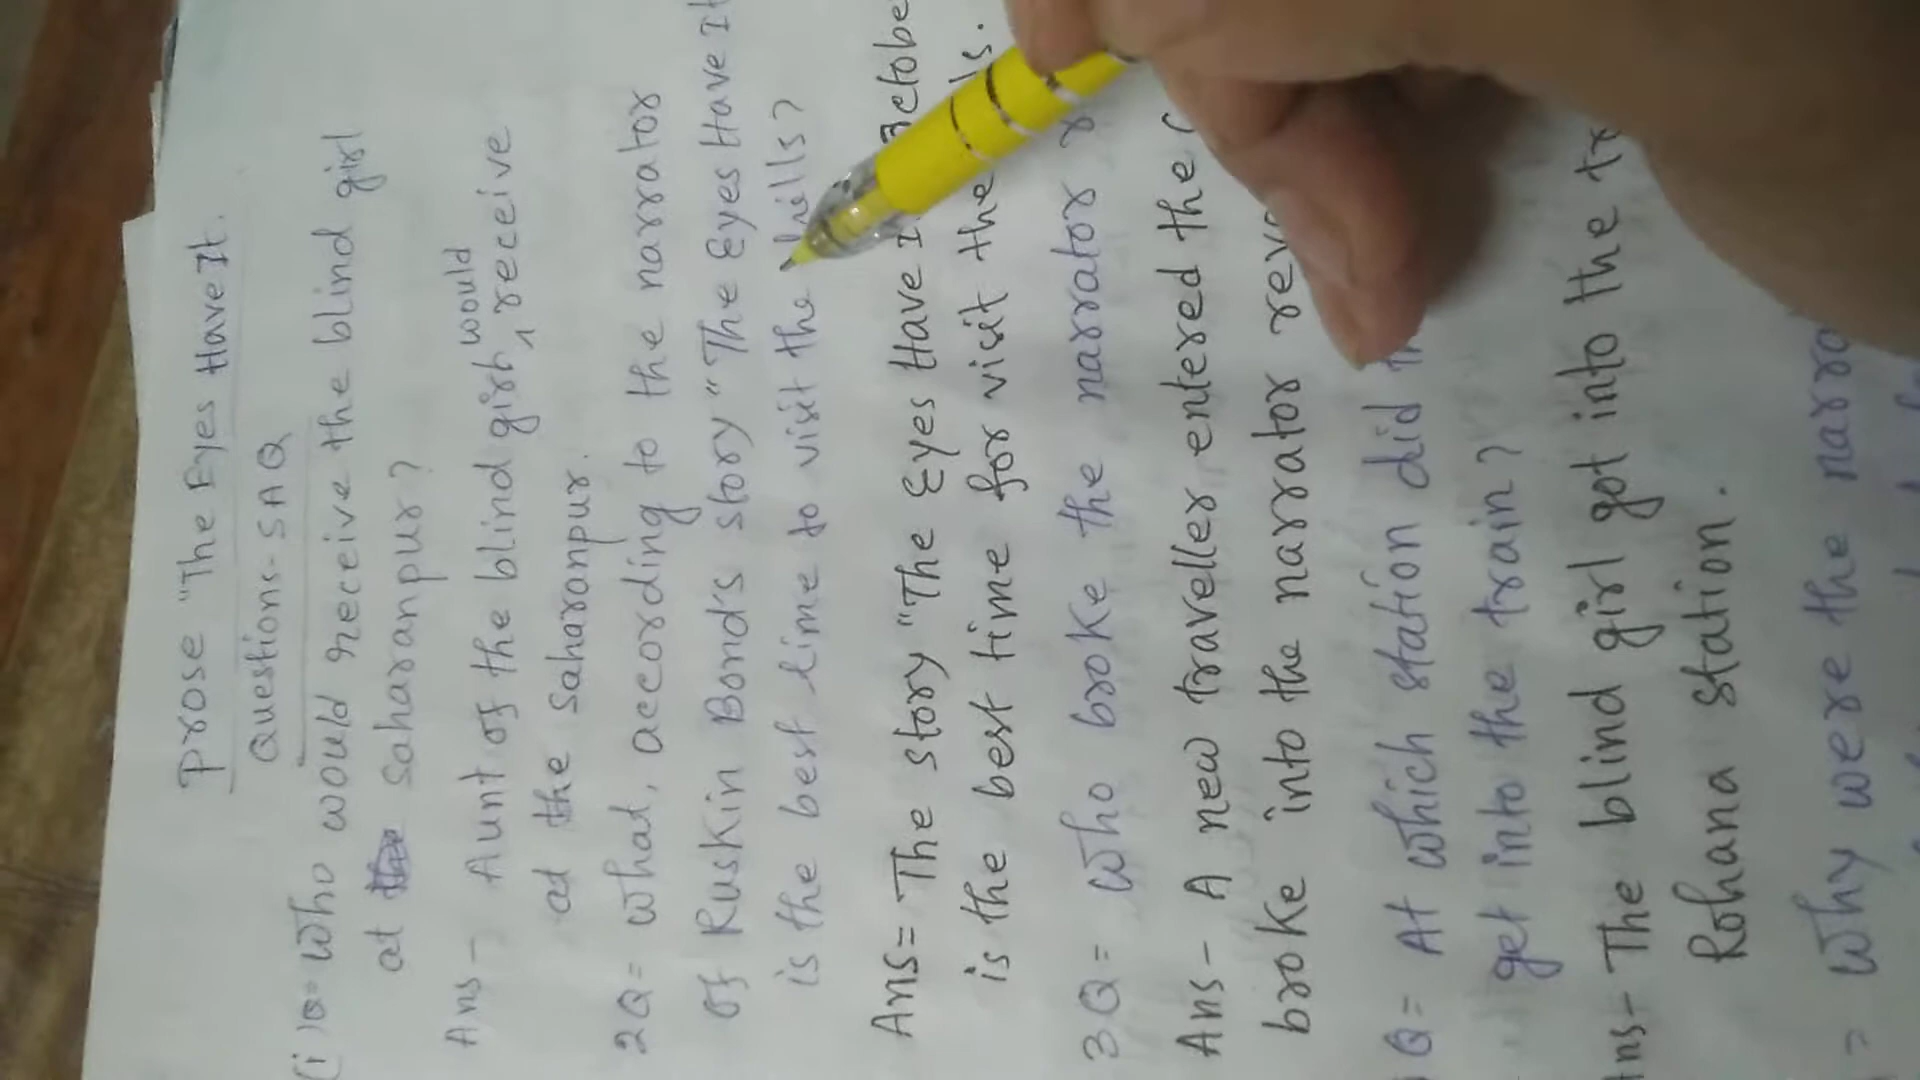 Prose "The Eyes Have It.
Questions-SAQ
(i) Q= Who would receive the blind girl
at Saharanpur?
Ans- Aunt of the blind girl would receive
at the Saharanpur.
2Q= What, according to the narrator
of Ruskin Bond's story "The Eyes Have It
is the best time to visit the hills?
Ans= The story "The Eyes Have
is the best time for visit the
3Q= Who broke the narrator
Ans- A new traveller entered the
broke into the narrator
Q= At which station did
get into the train?
Ans- The blind girl got into the
Rohana station.
= Why were the